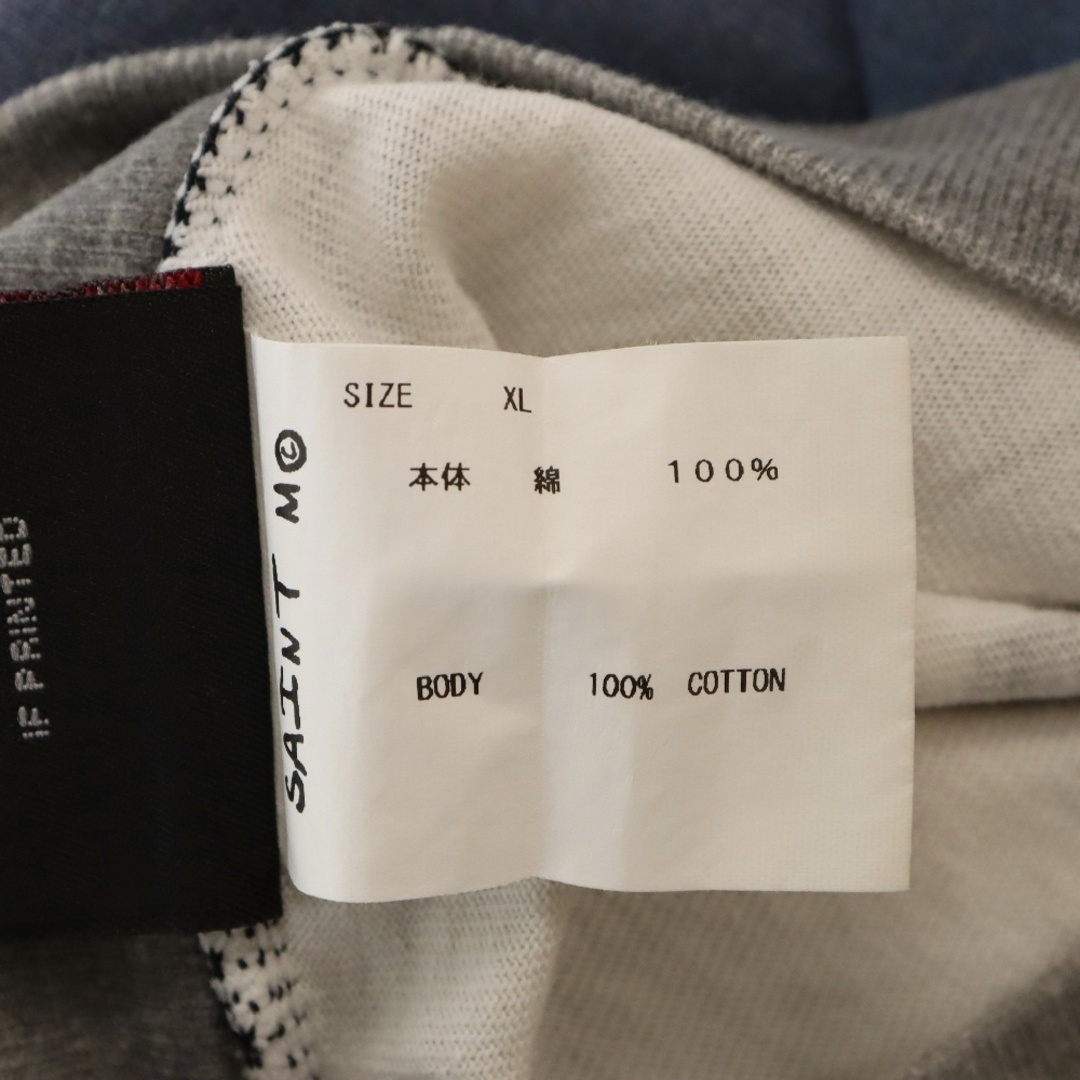 SIZE XL
本体 綿 100%
BODY 100% COTTON
SAINT M©
IF PRINTED